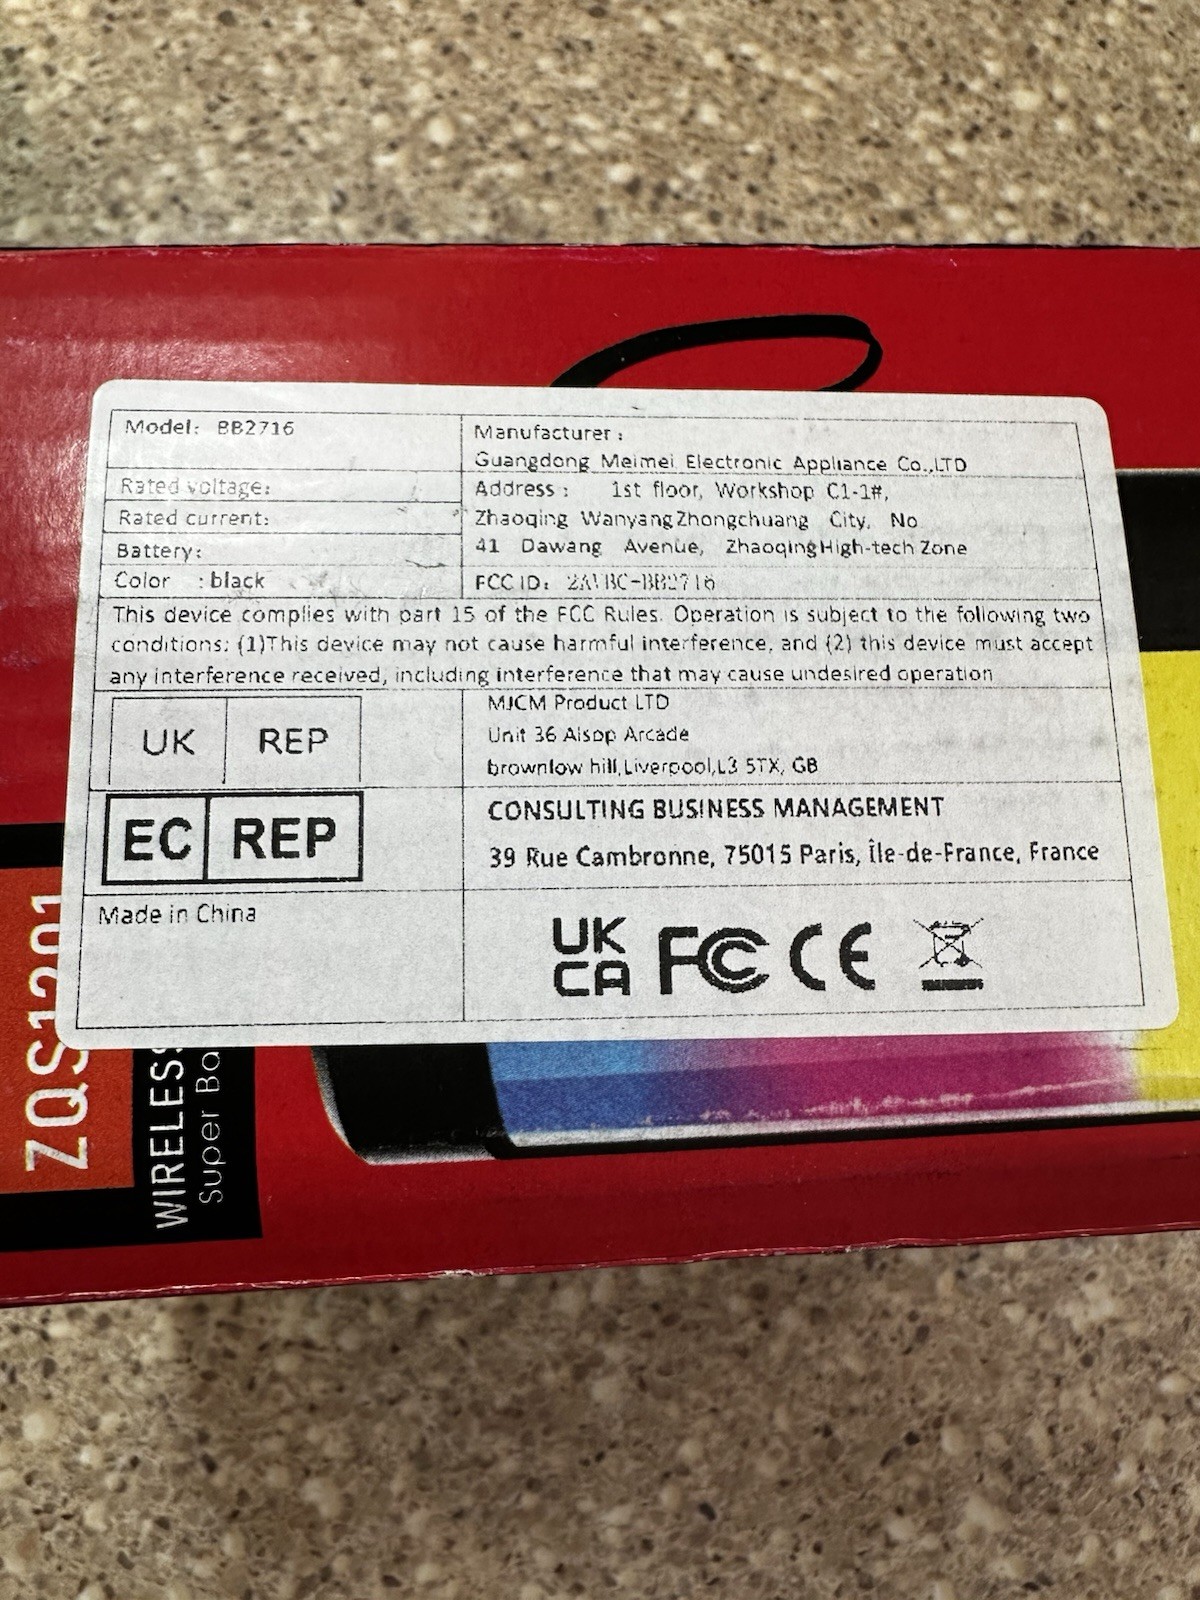 Model: BB2716
Manufacturer :
Guangdong Meimei Electronic Appliance Co.,LTD
Rated voltage:
Address : 1st floor, Workshop C1-1#,
Rated current:
Zhaoqing WanyangZhongchuang City, No
Battery:
41 Dawang Avenue, ZhaoqingHigh-tech Zone
Color : black
FCC ID:
This device complies with part 15 of the FCC Rules. Operation is subject to the following two
conditions: (1)This device may not cause harmful interference, and (2) this device must accept
any interference received, including interference that may cause undesired operation
UK REP
MJCM Product LTD
Unit 36 Alsop Arcade
brownlow hill,Liverpool,L3 5TX, GB
EC REP
CONSULTING BUSINESS MANAGEMENT
39 Rue Cambronne, 75015 Paris, Île-de-France, France
Made in China
UK
CA FC CE
ZQS1201
WIRELESS
Super Ba